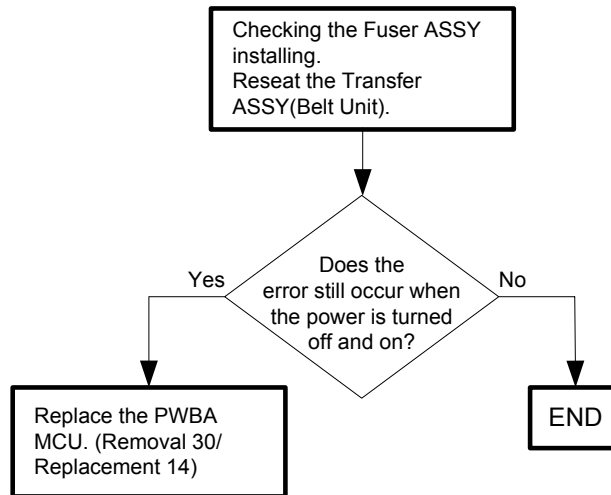 Checking the Fuser ASSY
installing.
Reseat the Transfer
ASSY(Belt Unit).
Does the
error still occur when
the power is turned
off and on?
Yes
No
Replace the PWBA
MCU. (Removal 30/
Replacement 14)
END